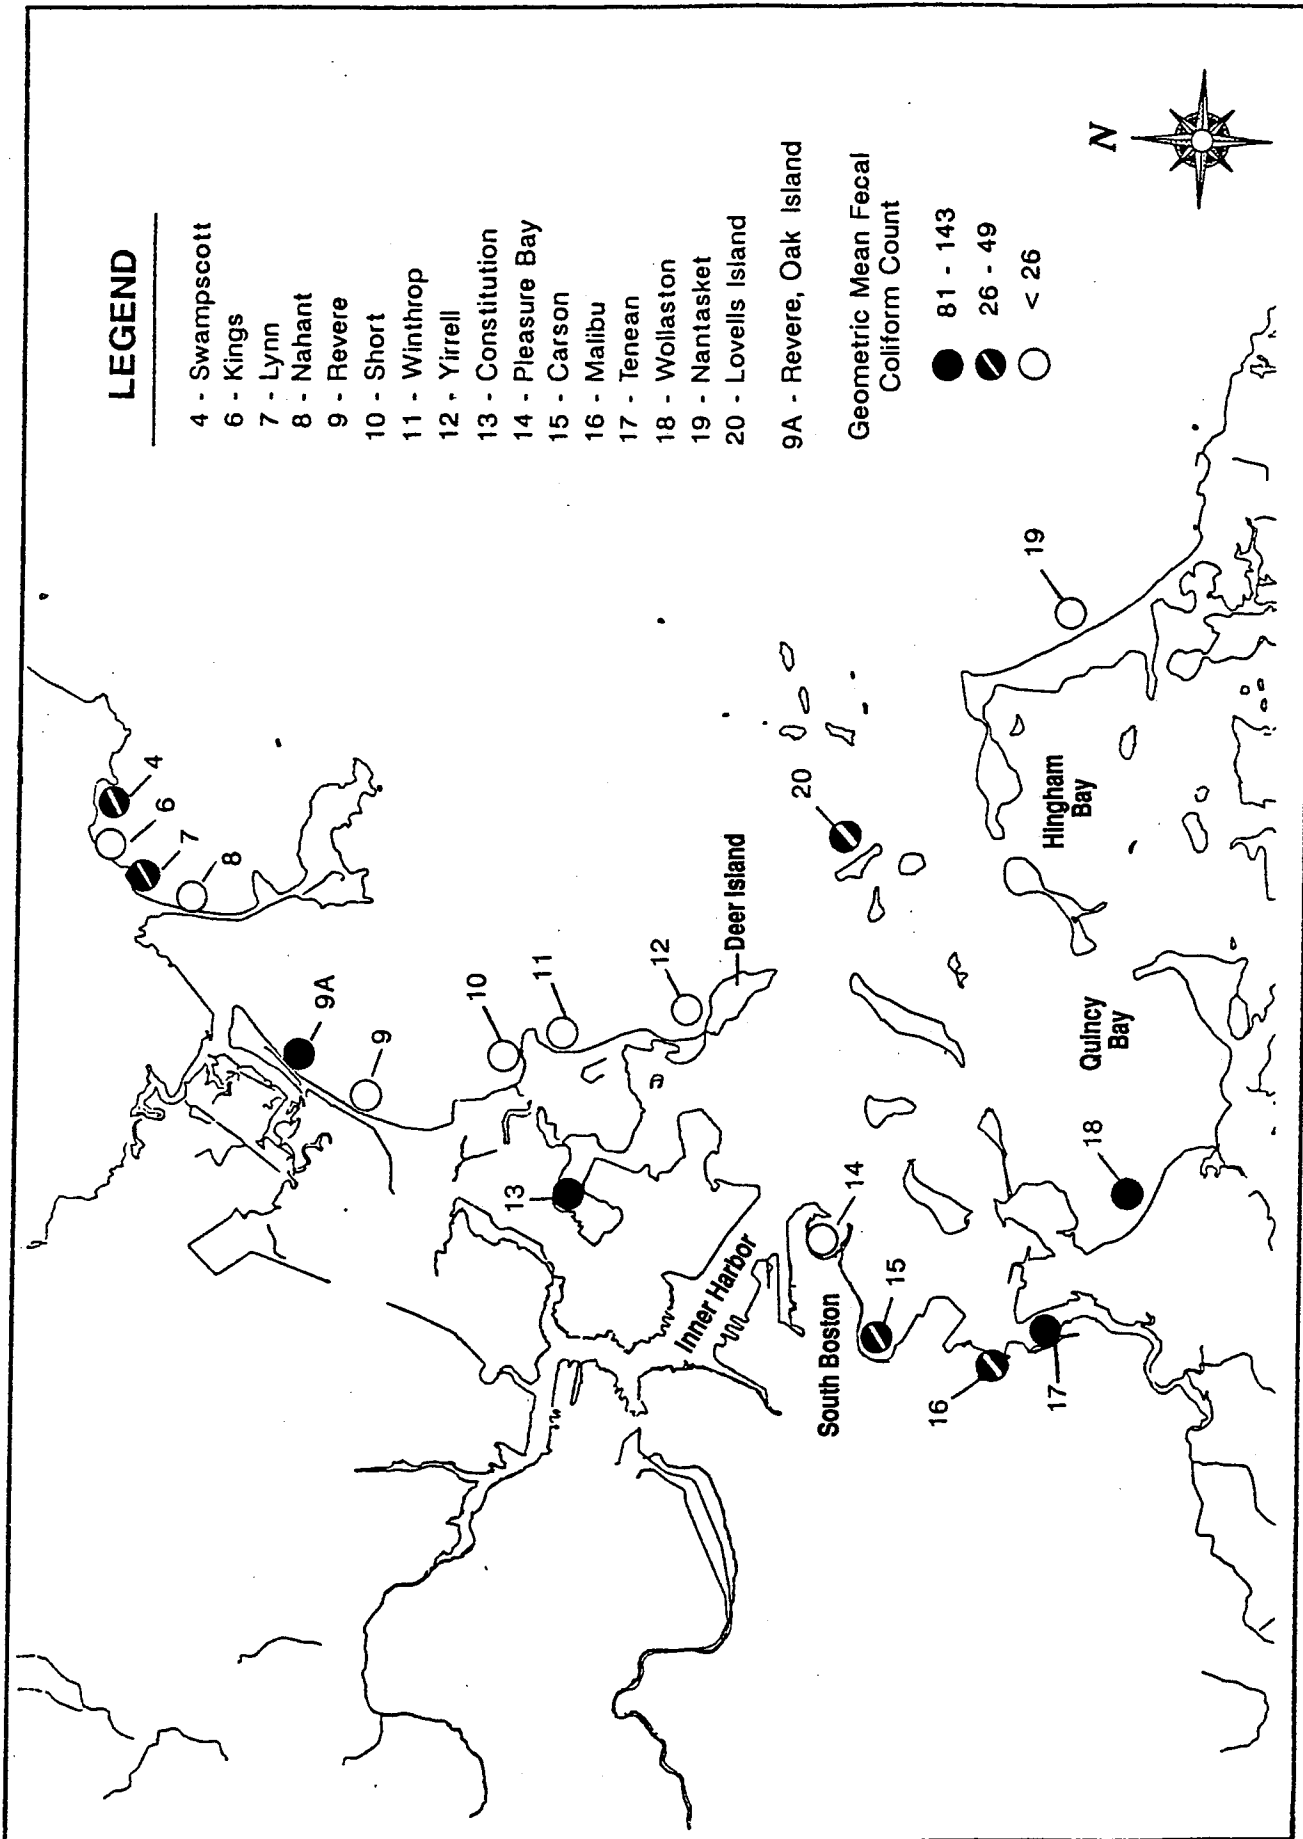 LEGEND
4 - Swampscott
6 - Kings
7 - Lynn
8 - Nahant
9 - Revere
10 - Short
11 - Winthrop
12 - Yirrell
13 - Constitution
14 - Pleasure Bay
15 - Carson
16 - Malibu
17 - Tenean
18 - Wollaston
19 - Nantasket
20 - Lovells Island
9A - Revere, Oak Island
Geometric Mean Fecal
Coliform Count
81 - 143
26 - 49
< 26
N
4
6
7
8
9A
9
10
11
12
Deer Island
13
Inner Harbor
14
South Boston
15
16
17
18
Quincy
Bay
20
Hingham
Bay
19